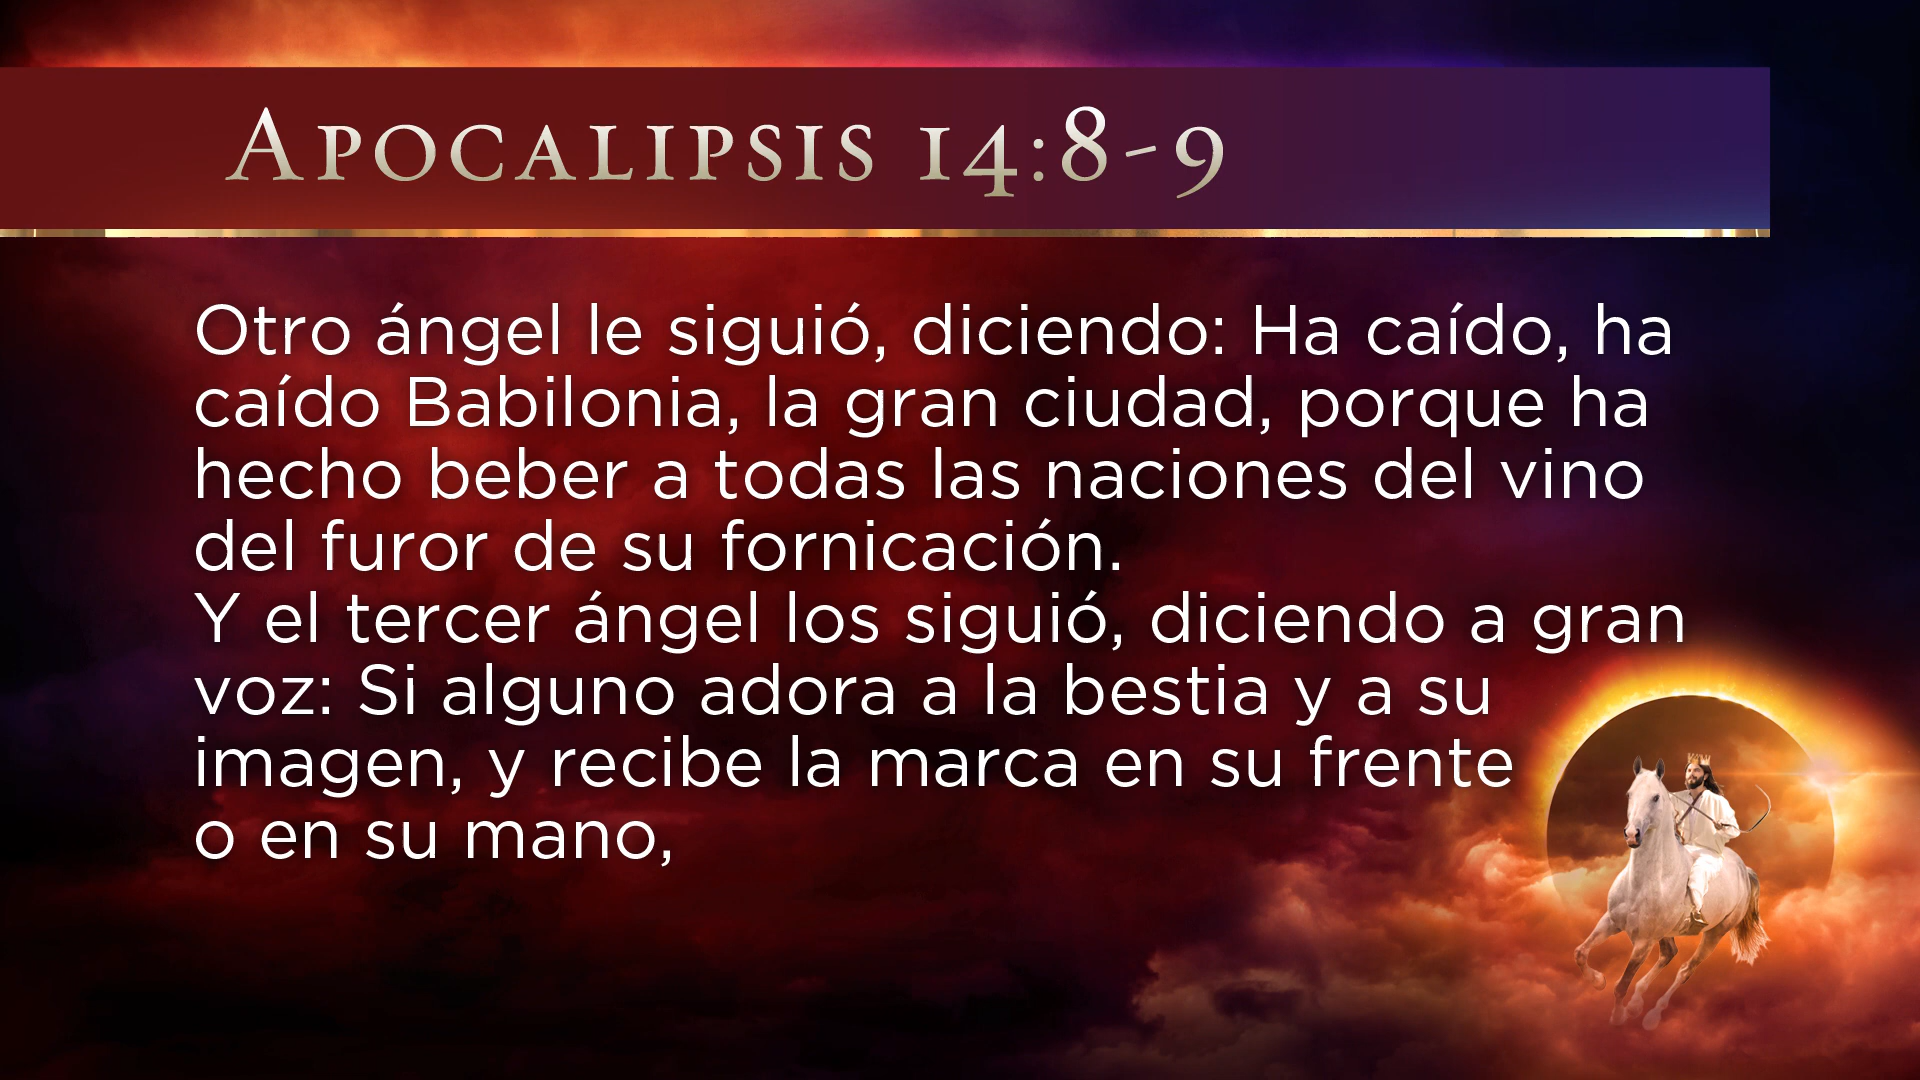 Apocalipsis 14:8-9
Otro ángel le siguió, diciendo: Ha caído, ha
caído Babilonia, la gran ciudad, porque ha
hecho beber a todas las naciones del vino
del furor de su fornicación.
Y el tercer ángel los siguió, diciendo a gran
voz: Si alguno adora a la bestia y a su
imagen, y recibe la marca en su frente
o en su mano,